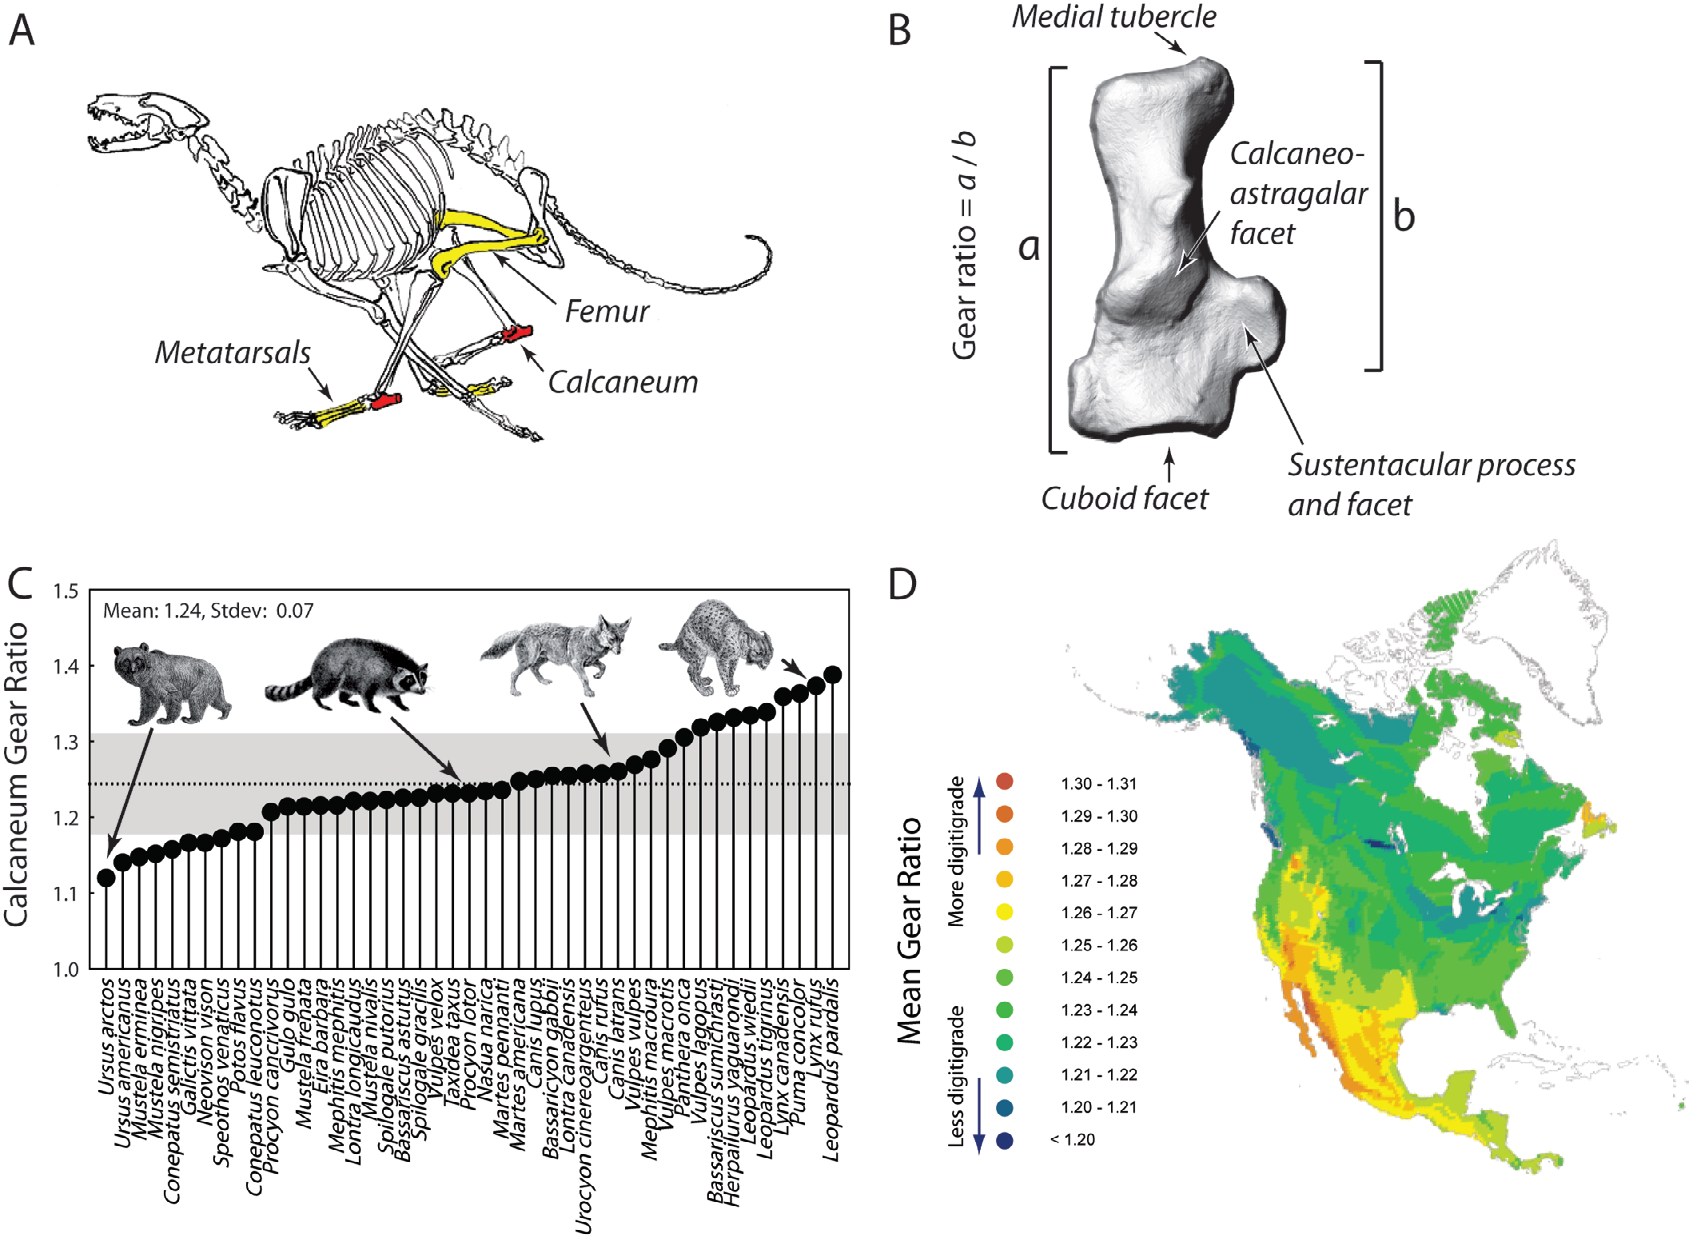 A
Metatarsals
Femur
Calcaneum
B
Medial tubercle
Gear ratio = a / b
a
b
Calcaneo-
astragalar
facet
Cuboid facet
Sustentacular process
and facet
C
Calcaneum Gear Ratio
1.5
1.4
1.3
1.2
1.1
1.0
Mean: 1.24, Stdev: 0.07
Ursus arctos
Ursus americanus
Mustela erminea
Mustela nigripes
Conepatus semistriatus
Galictis vittata
Neovison vison
Speothos venaticus
Potos flavus
Conepatus leuconotus
Procyon cancrivorus
Gulo gulo
Mustela frenata
Eira barbara
Mephitis mephitis
Lontra longicaudus
Mustela nivalis
Spilogale putorius
Bassariscus astutus
Spilogale gracilis
Vulpes velox
Taxidea taxus
Procyon lotor
Nasua narica
Martes pennanti
Martes americana
Canis lupus
Bassaricyon gabbii
Lontra canadensis
Urocyon cinereoargenteus
Canis rufus
Canis latrans
Vulpes vulpes
Mephitis macroura
Vulpes macrotis
Panthera onca
Vulpes lagopus
Bassariscus sumichrasti
Herpailurus yaguarondi
Leopardus wiedii
Leopardus tigrinus
Lynx canadensis
Puma concolor
Lynx rufus
Leopardus pardalis
D
Mean Gear Ratio
More digitigrade
Less digitigrade
1.30 - 1.31
1.29 - 1.30
1.28 - 1.29
1.27 - 1.28
1.26 - 1.27
1.25 - 1.26
1.24 - 1.25
1.23 - 1.24
1.22 - 1.23
1.21 - 1.22
1.20 - 1.21
< 1.20